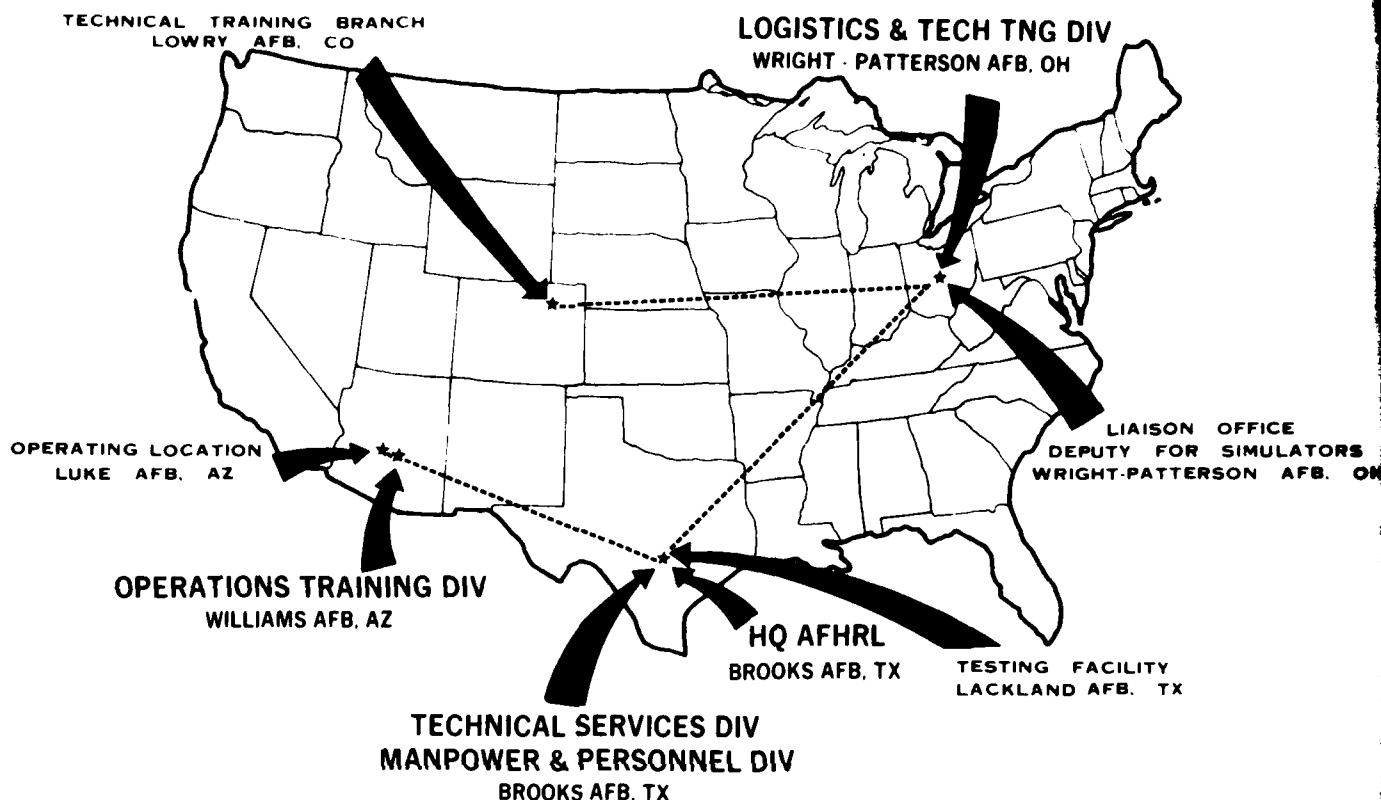 TECHNICAL TRAINING BRANCH
LOWRY AFB, CO
LOGISTICS & TECH TNG DIV
WRIGHT - PATTERSON AFB, OH
OPERATING LOCATION
LUKE AFB, AZ
LIAISON OFFICE
DEPUTY FOR SIMULATORS
WRIGHT-PATTERSON AFB, OH
OPERATIONS TRAINING DIV
WILLIAMS AFB, AZ
HQ AFHRL
BROOKS AFB, TX
TESTING FACILITY
LACKLAND AFB, TX
TECHNICAL SERVICES DIV
MANPOWER & PERSONNEL DIV
BROOKS AFB, TX